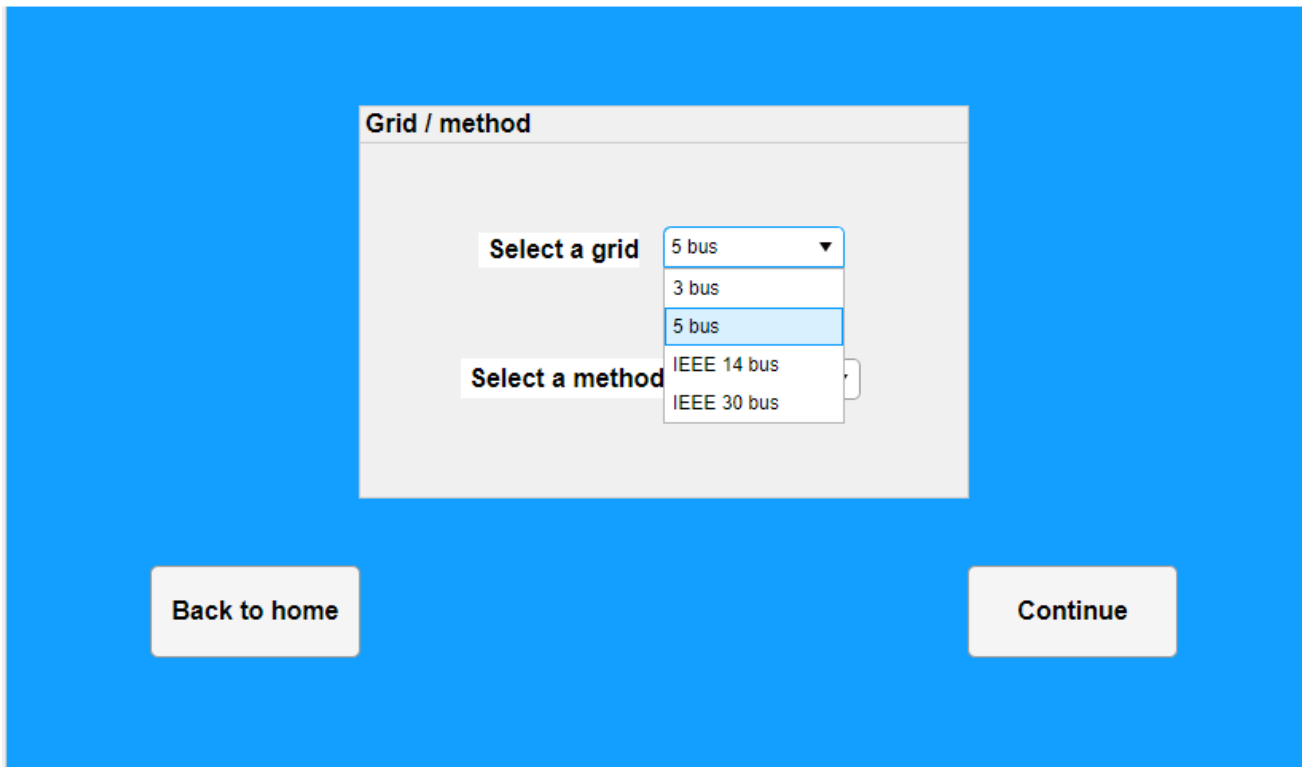 Grid / method
Select a grid
5 bus
3 bus
5 bus
IEEE 14 bus
IEEE 30 bus
Select a method
Back to home
Continue